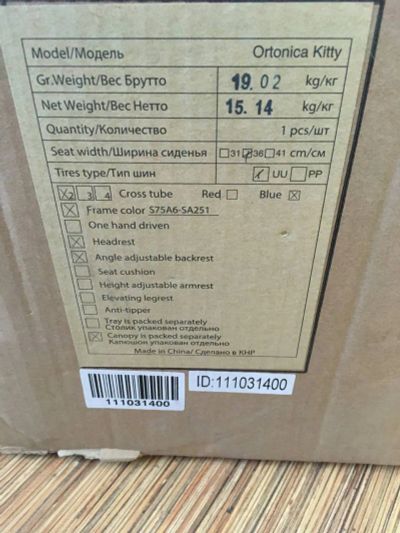 Model/Модель Ortonica Kitty
Gr.Weight/Вес Брутто 19.02 kg/кг
Net Weight/Вес Нетто 15.14 kg/кг
Quantity/Количество 1 pcs/шт
Seat width/Ширина сиденья 31 36 41 cm/см
Tires type/Тип шин UU PP
2 3 4 Cross tube Red Blue
Frame color S75A6-SA251
One hand driven
Headrest
Angle adjustable backrest
Seat cushion
Height adjustable armrest
Elevating legrest
Anti-tipper
Tray is packed separately
Столик упакован отдельно
Canopy is packed separately
Капюшон упакован отдельно
Made in China/ Сделано в КНР
111031400
ID:111031400